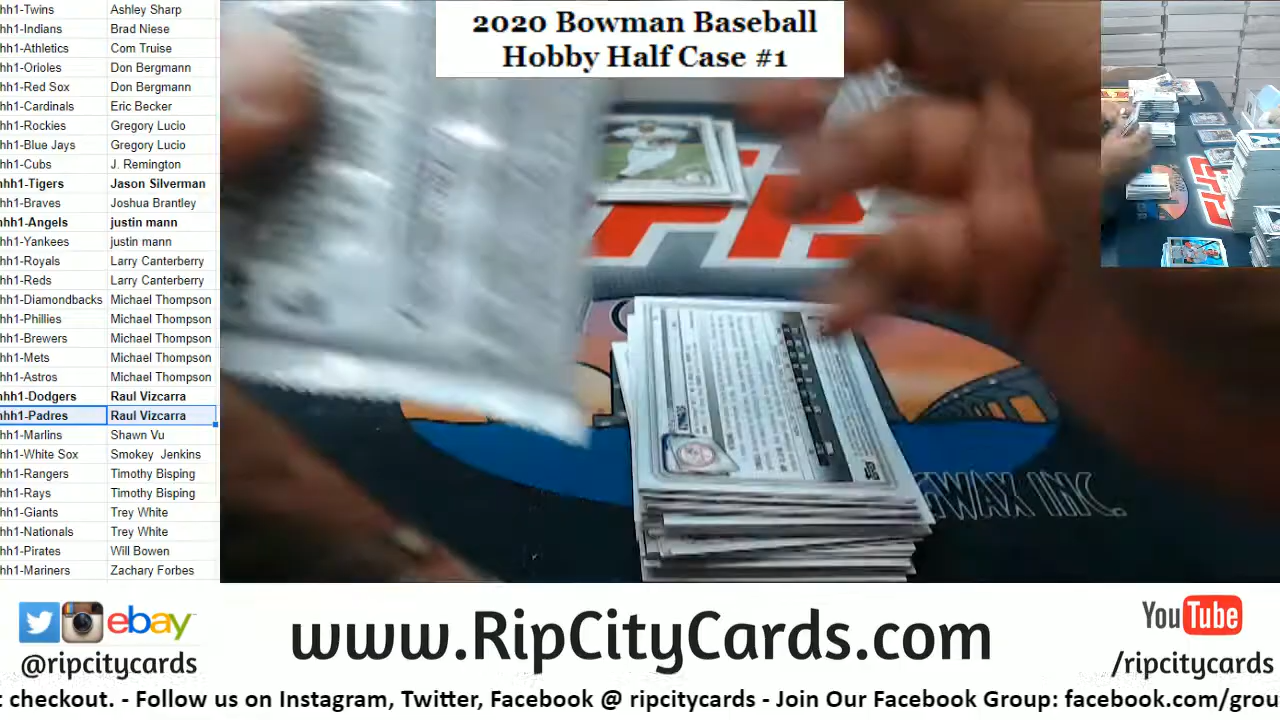 2020 Bowman Baseball
Hobby Half Case #1
hh1-Twins Ashley Sharp
hh1-Indians Brad Niese
hh1-Athletics Com Truise
hh1-Orioles Don Bergmann
hh1-Red Sox Don Bergmann
hh1-Cardinals Eric Becker
hh1-Rockies Gregory Lucio
hh1-Blue Jays Gregory Lucio
hh1-Cubs J. Remington
hh1-Tigers Jason Silverman
hh1-Braves Joshua Brantley
hh1-Angels justin mann
hh1-Yankees justin mann
hh1-Royals Larry Canterberry
hh1-Reds Larry Canterberry
hh1-Diamondbacks Michael Thompson
hh1-Phillies Michael Thompson
hh1-Brewers Michael Thompson
hh1-Mets Michael Thompson
hh1-Astros Michael Thompson
hh1-Dodgers Raul Vizcarra
hh1-Padres Raul Vizcarra
hh1-Marlins Shawn Vu
hh1-White Sox Smokey Jenkins
hh1-Rangers Timothy Bisping
hh1-Rays Timothy Bisping
hh1-Giants Trey White
hh1-Nationals Trey White
hh1-Pirates Will Bowen
hh1-Mariners Zachary Forbes
GWAX INC.
ebay
@ripcitycards
www.RipCityCards.com
YouTube
/ripcitycards
t checkout. - Follow us on Instagram, Twitter, Facebook @ ripcitycards - Join Our Facebook Group: facebook.com/grou